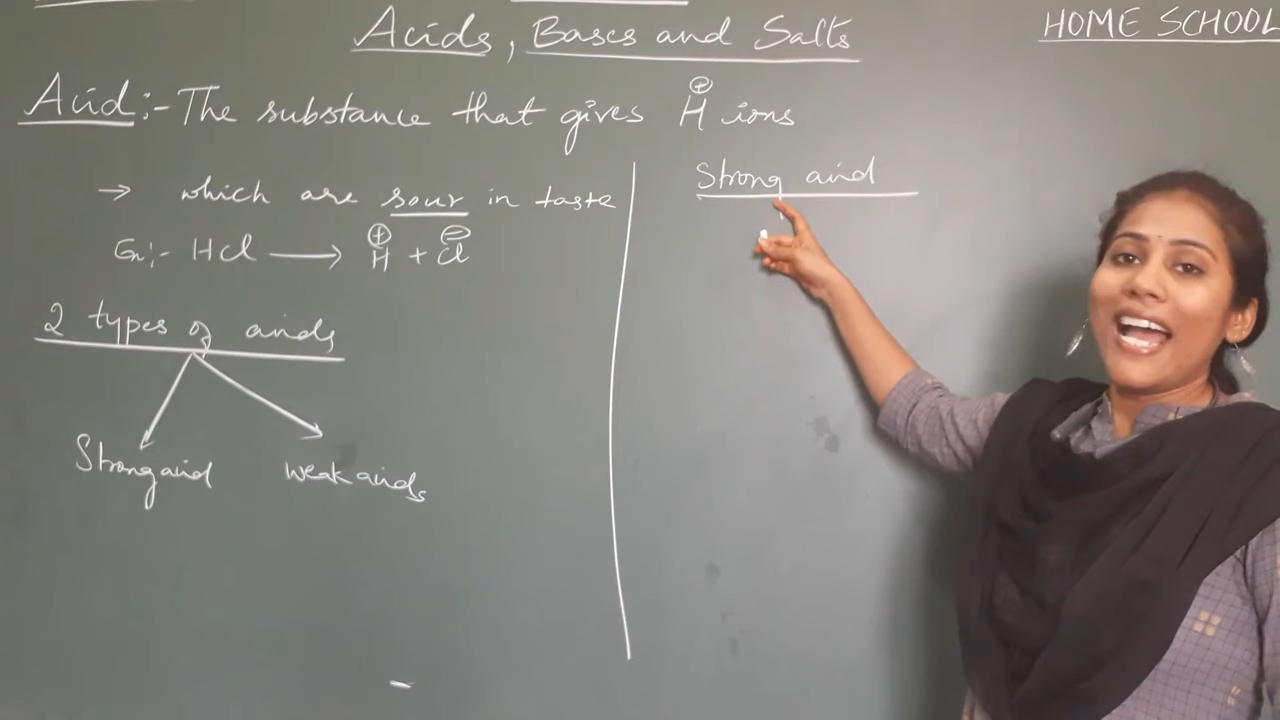 Acids, Bases and Salts
HOME SCHOOL
Acid:- The substance that gives H⊕ ions
→ which are sour in taste
Ex:- HCl ⟶ H⊕ + Cl⊖
2 types of acids
Strong acid
weak acids
Strong acid